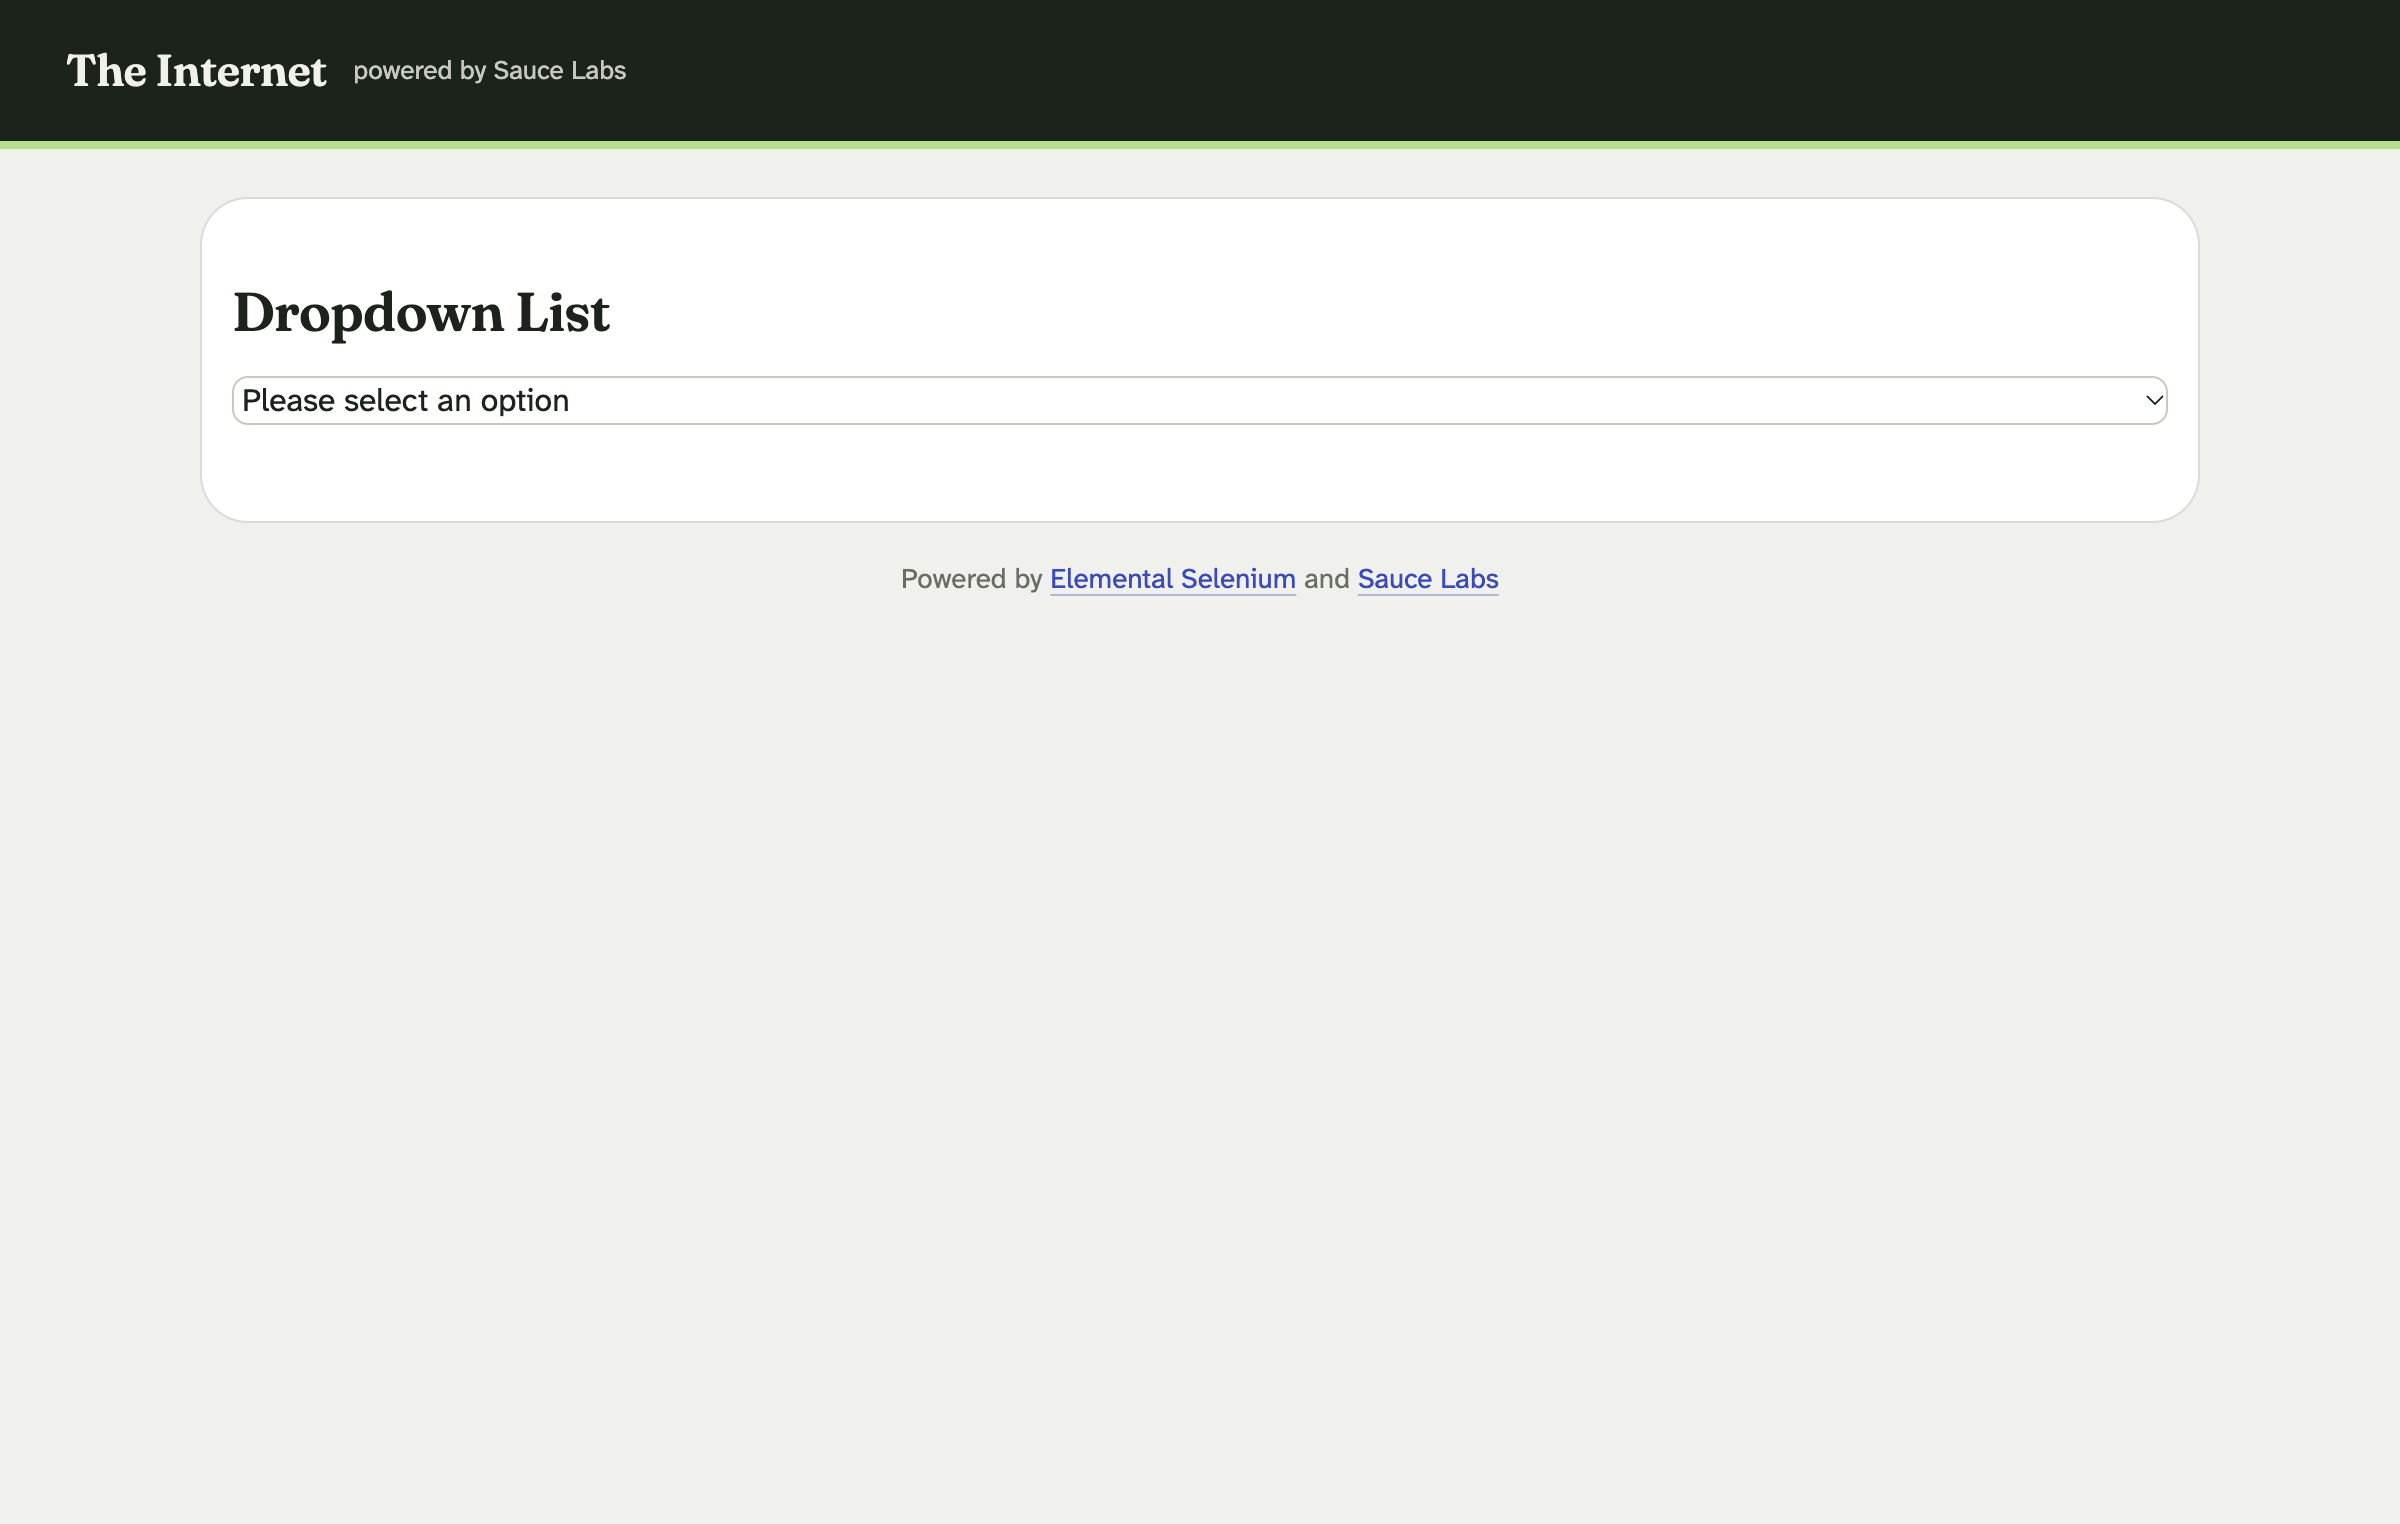 The Internet powered by Sauce Labs
Dropdown List
Please select an option
Powered by Elemental Selenium and Sauce Labs